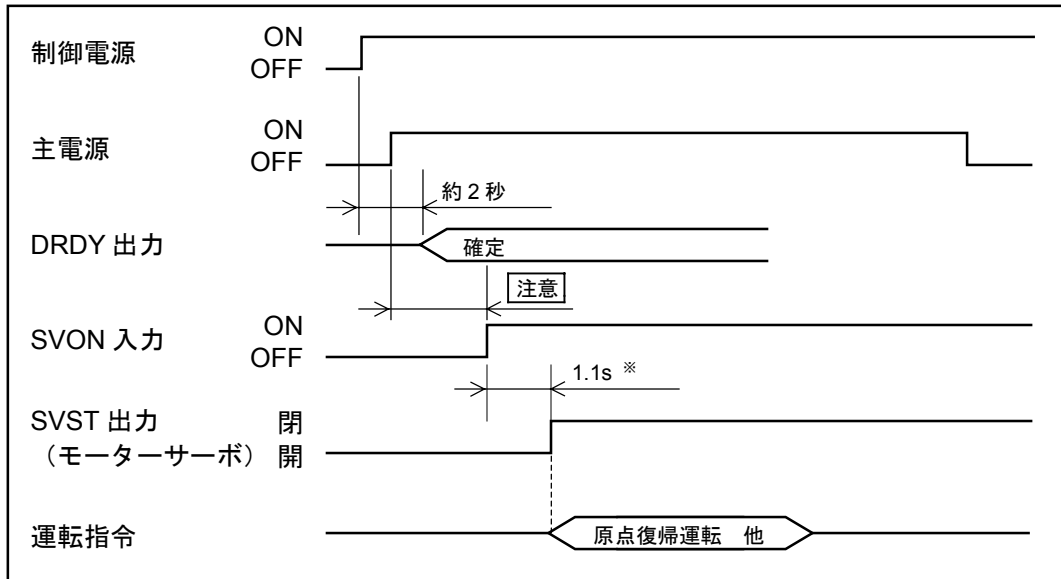 制御電源 ON
OFF
主電源 ON
OFF
約2秒
DRDY 出力 確定
注意
SVON 入力 ON
OFF
1.1s ※
SVST 出力 閉
（モーターサーボ） 開
運転指令 原点復帰運転 他